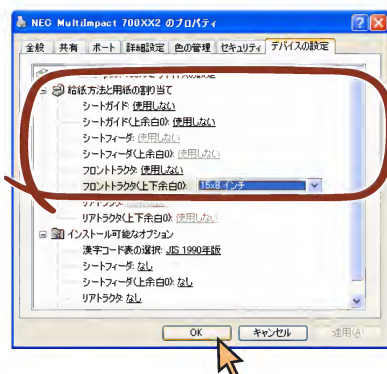 NEC MultiImpact 700XX2 のプロパティ
全般 共有 ポート 詳細設定 色の管理 セキュリティ デバイスの設定
給紙方法と用紙の割り当て
シートガイド: 使用しない
シートガイド(上余白0): 使用しない
シートフィーダ: 使用しない
シートフィーダ(上余白0): 使用しない
フロントトラクタ: 使用しない
フロントトラクタ(上下余白0): 15x8 インチ
リアトラクタ(上下余白0): 使用しない
インストール可能なオプション
漢字コード表の選択: JIS 1990年版
シートフィーダ: なし
シートフィーダ(上余白0): なし
リアトラクタ: なし
OK キャンセル 適用(A)